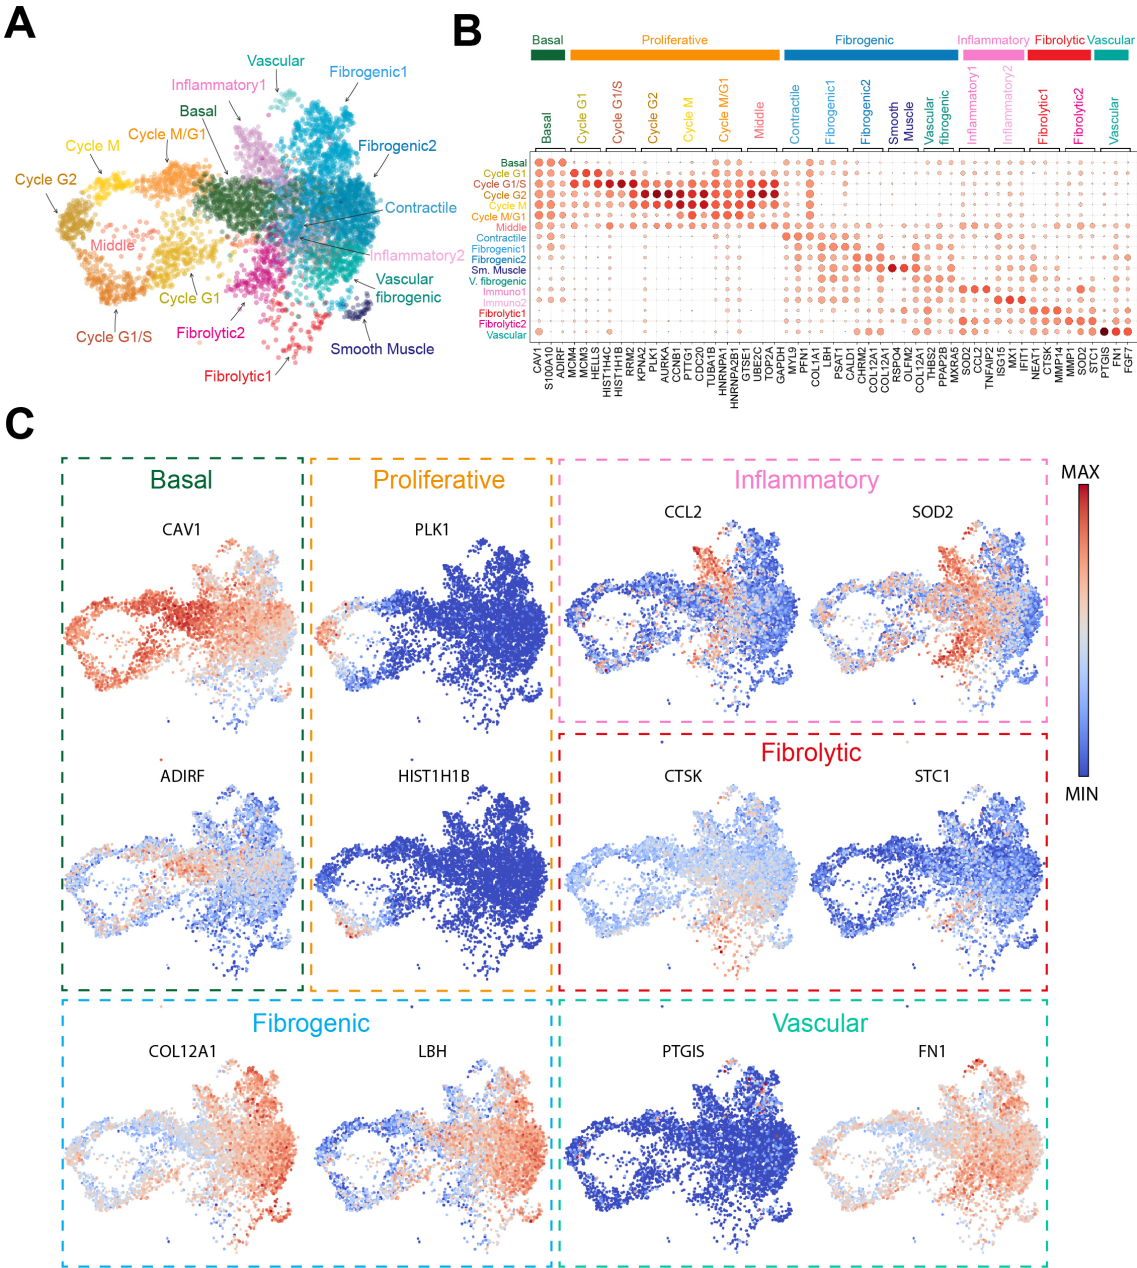 A
Vascular
Inflammatory1
Fibrogenic1
Basal
Cycle M/G1
Cycle M
Fibrogenic2
Cycle G2
Contractile
Middle
Inflammatory2
Vascular
fibrogenic
Cycle G1
Fibrolytic2
Cycle G1/S
Smooth Muscle
Fibrolytic1
B
Basal
Proliferative
Fibrogenic
Inflammatory
Fibrolytic
Vascular
Basal
Cycle G1
Cycle G1/S
Cycle G2
Cycle M
Cycle M/G1
Middle
Contractile
Fibrogenic1
Fibrogenic2
Smooth
Muscle
Vascular
fibrogenic
Inflammatory1
Inflammatory2
Fibrolytic1
Fibrolytic2
Vascular
Basal
Cycle G1
Cycle G1/S
Cycle G2
Cycle M
Cycle M/G1
Middle
Contractile
Fibrogenic1
Fibrogenic2
Sm. Muscle
V. fibrogenic
Immuno1
Immuno2
Fibrolytic1
Fibrolytic2
Vascular
CAV1
S100A10
ADIRF
MCM4
MCM3
HELLS
HIST1H4C
HIST1H1B
RRM2
KPNA2
PLK1
AURKA
CCNB1
PTTG1
CDC20
TUBA1B
HNRNPA1
HNRNPA2B1
GTSE1
UBE2C
TOP2A
GAPDH
MYL9
PFN1
COL1A1
LBH
PSAT1
CALD1
CHRM2
COL12A1
COL12A1
RSPO4
OLFM2
COL12A1
THBS2
PPAP2B
MXRA5
SOD2
CCL2
TNFAIP2
ISG15
MX1
IFIT1
NEAT1
CTSK
MMP14
MMP1
SOD2
STC1
PTGIS
FN1
FGF7
C
Basal
Proliferative
Inflammatory
MAX
CAV1
PLK1
CCL2
SOD2
Fibrolytic
ADIRF
HIST1H1B
CTSK
STC1
MIN
Fibrogenic
Vascular
COL12A1
LBH
PTGIS
FN1